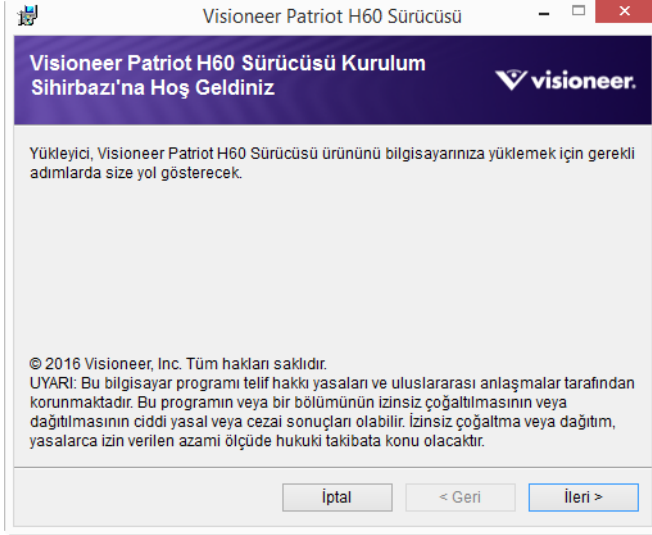 Visioneer Patriot H60 Sürücüsü
Visioneer Patriot H60 Sürücüsü Kurulum
Sihirbazı'na Hoş Geldiniz
visioneer.
Yükleyici, Visioneer Patriot H60 Sürücüsü ürününü bilgisayarınıza yüklemek için gerekli
adımlarda size yol gösterecek.
© 2016 Visioneer, Inc. Tüm hakları saklıdır.
UYARI: Bu bilgisayar programı telif hakkı yasaları ve uluslararası anlaşmalar tarafından
korunmaktadır. Bu programın veya bir bölümünün izinsiz çoğaltılmasının veya
dağıtılmasının ciddi yasal veya cezai sonuçları olabilir. İzinsiz çoğaltma veya dağıtım,
yasalarca izin verilen azami ölçüde hukuki takibata konu olacaktır.
İptal
< Geri
İleri >